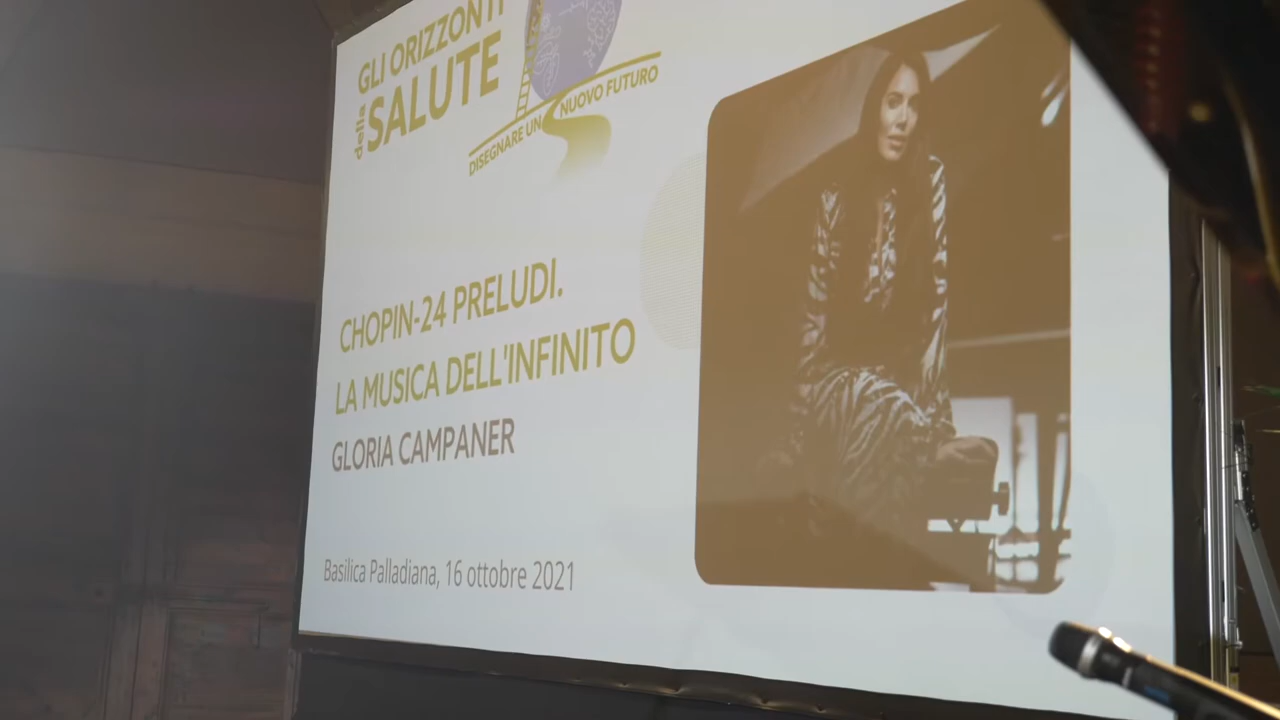 GLI ORIZZONTI
della
SALUTE
DISEGNARE UN NUOVO FUTURO
CHOPIN-24 PRELUDI.
LA MUSICA DELL'INFINITO
GLORIA CAMPANER
Basilica Palladiana, 16 ottobre 2021